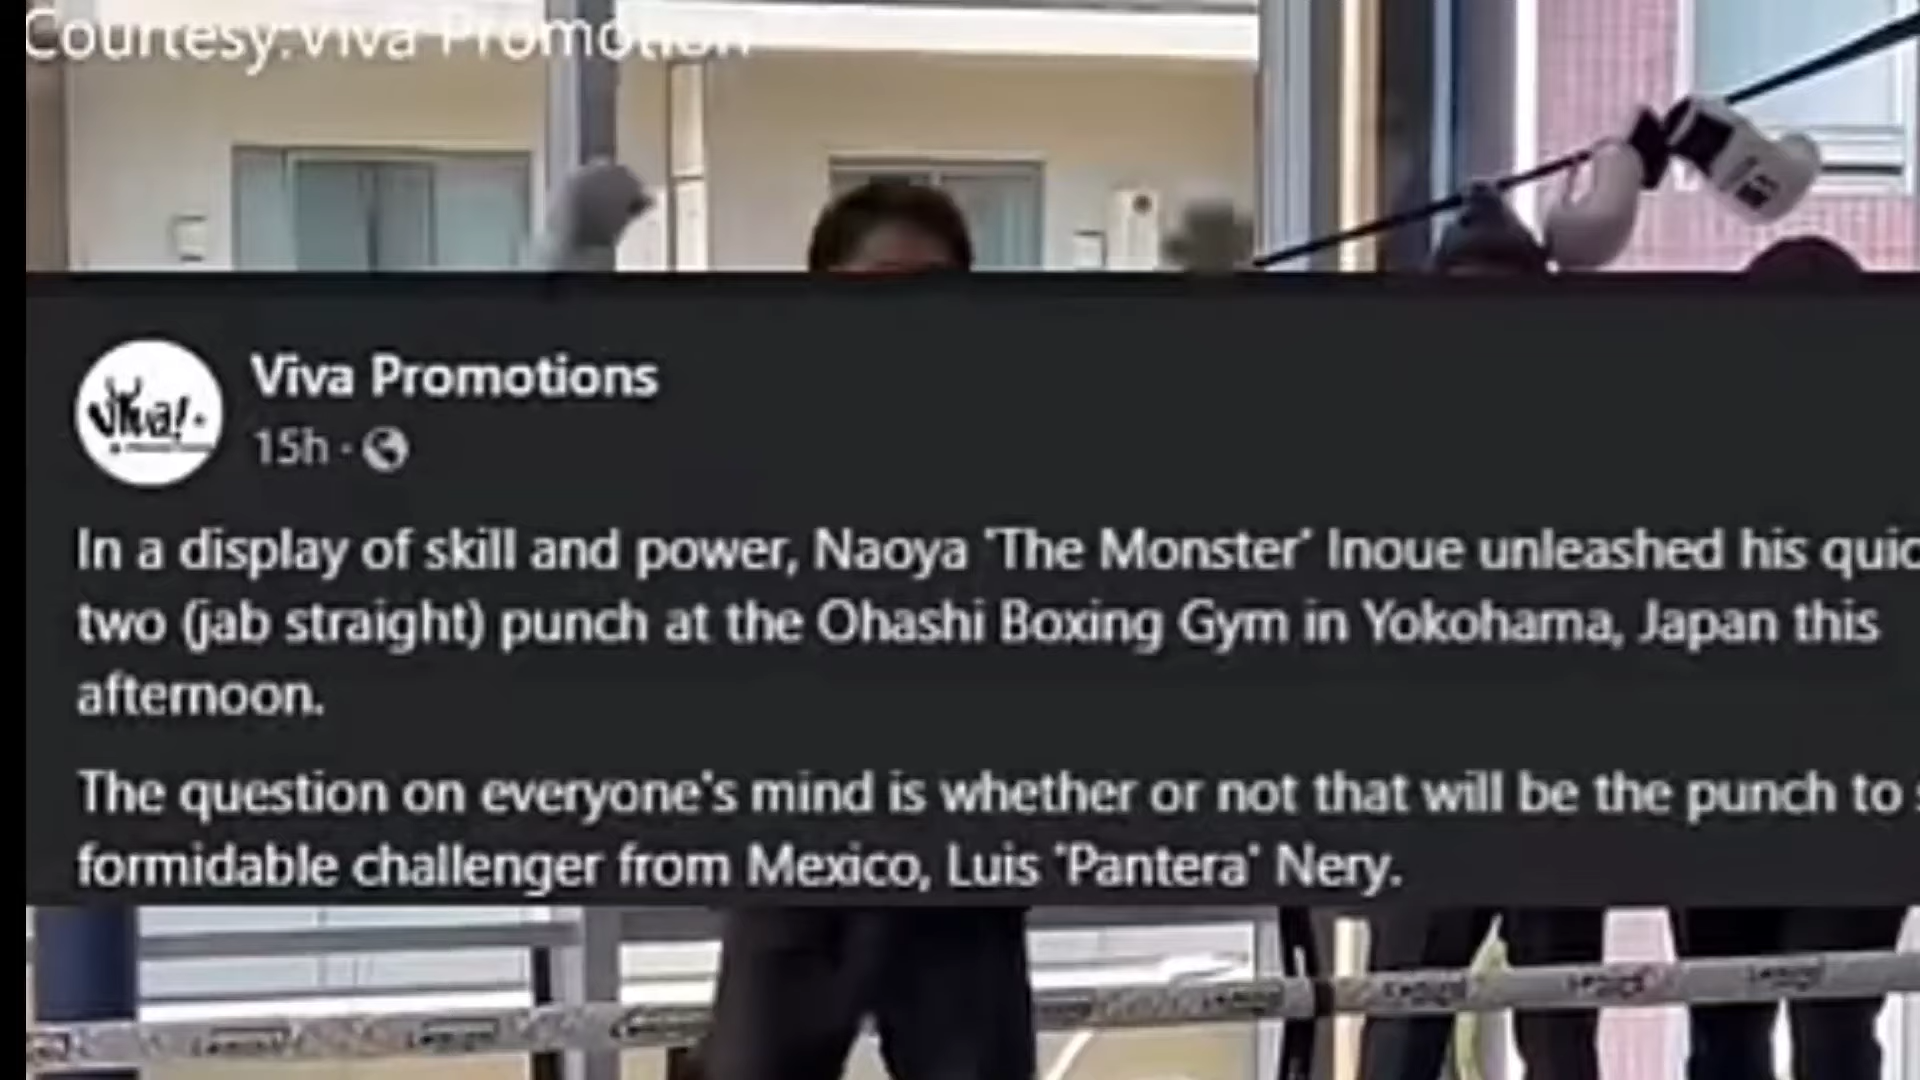 Courtesy:Viva Promotion
Viva!
Viva Promotions
15h ·
In a display of skill and power, Naoya 'The Monster' Inoue unleashed his
two (jab straight) punch at the Ohashi Boxing Gym in Yokohama, Japan this
afternoon.
The question on everyone's mind is whether or not that will be the punch to
formidable challenger from Mexico, Luis 'Pantera' Nery.